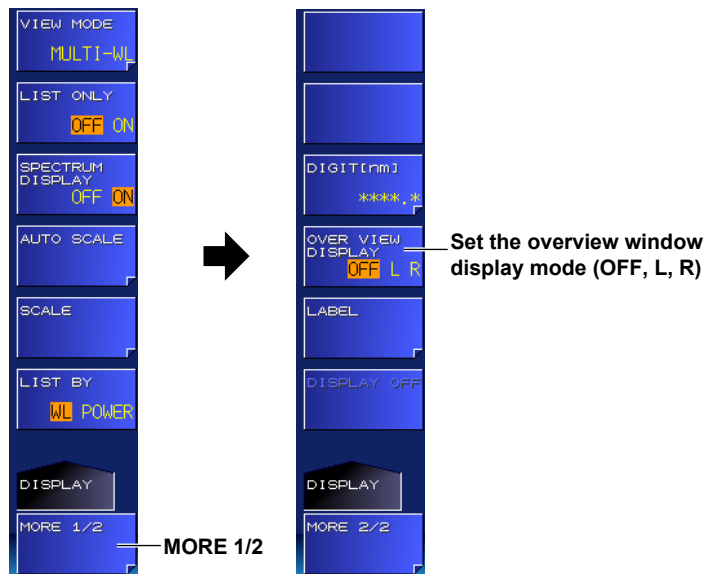 VIEW MODE
MULTI-WL
LIST ONLY
OFF ON
SPECTRUM
DISPLAY
OFF ON
AUTO SCALE
SCALE
LIST BY
WL POWER
DISPLAY
MORE 1/2
MORE 1/2
DIGIT[nm]
****.*
OVER VIEW
DISPLAY
OFF L R
Set the overview window
display mode (OFF, L, R)
LABEL
DISPLAY OFF
DISPLAY
MORE 2/2